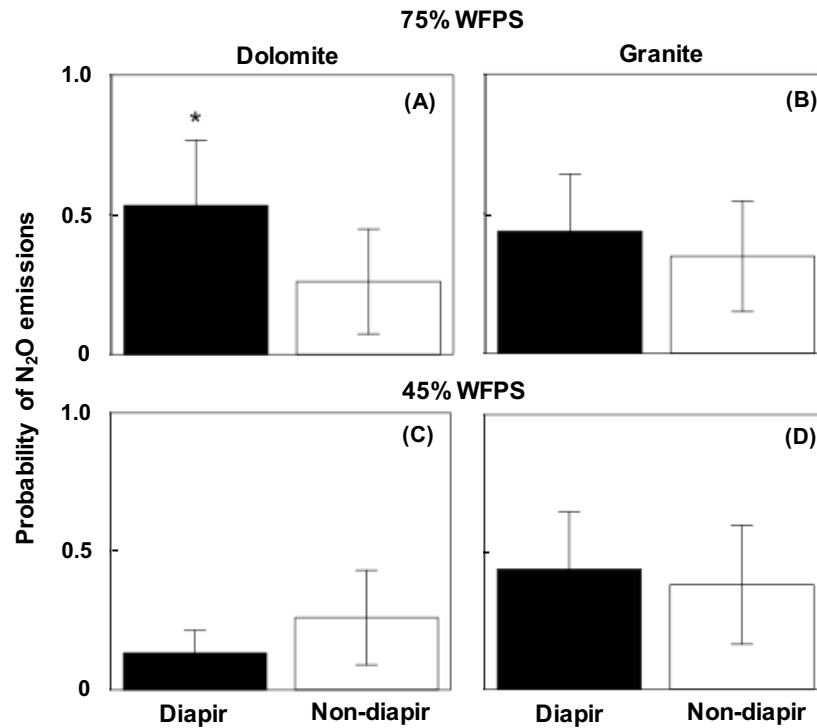 75% WFPS
Dolomite Granite
Probability of N₂O emissions
1.0 (A) (B)
*
0.5
0
45% WFPS
1.0 (C) (D)
0.5
0
Diapir Non-diapir Diapir Non-diapir